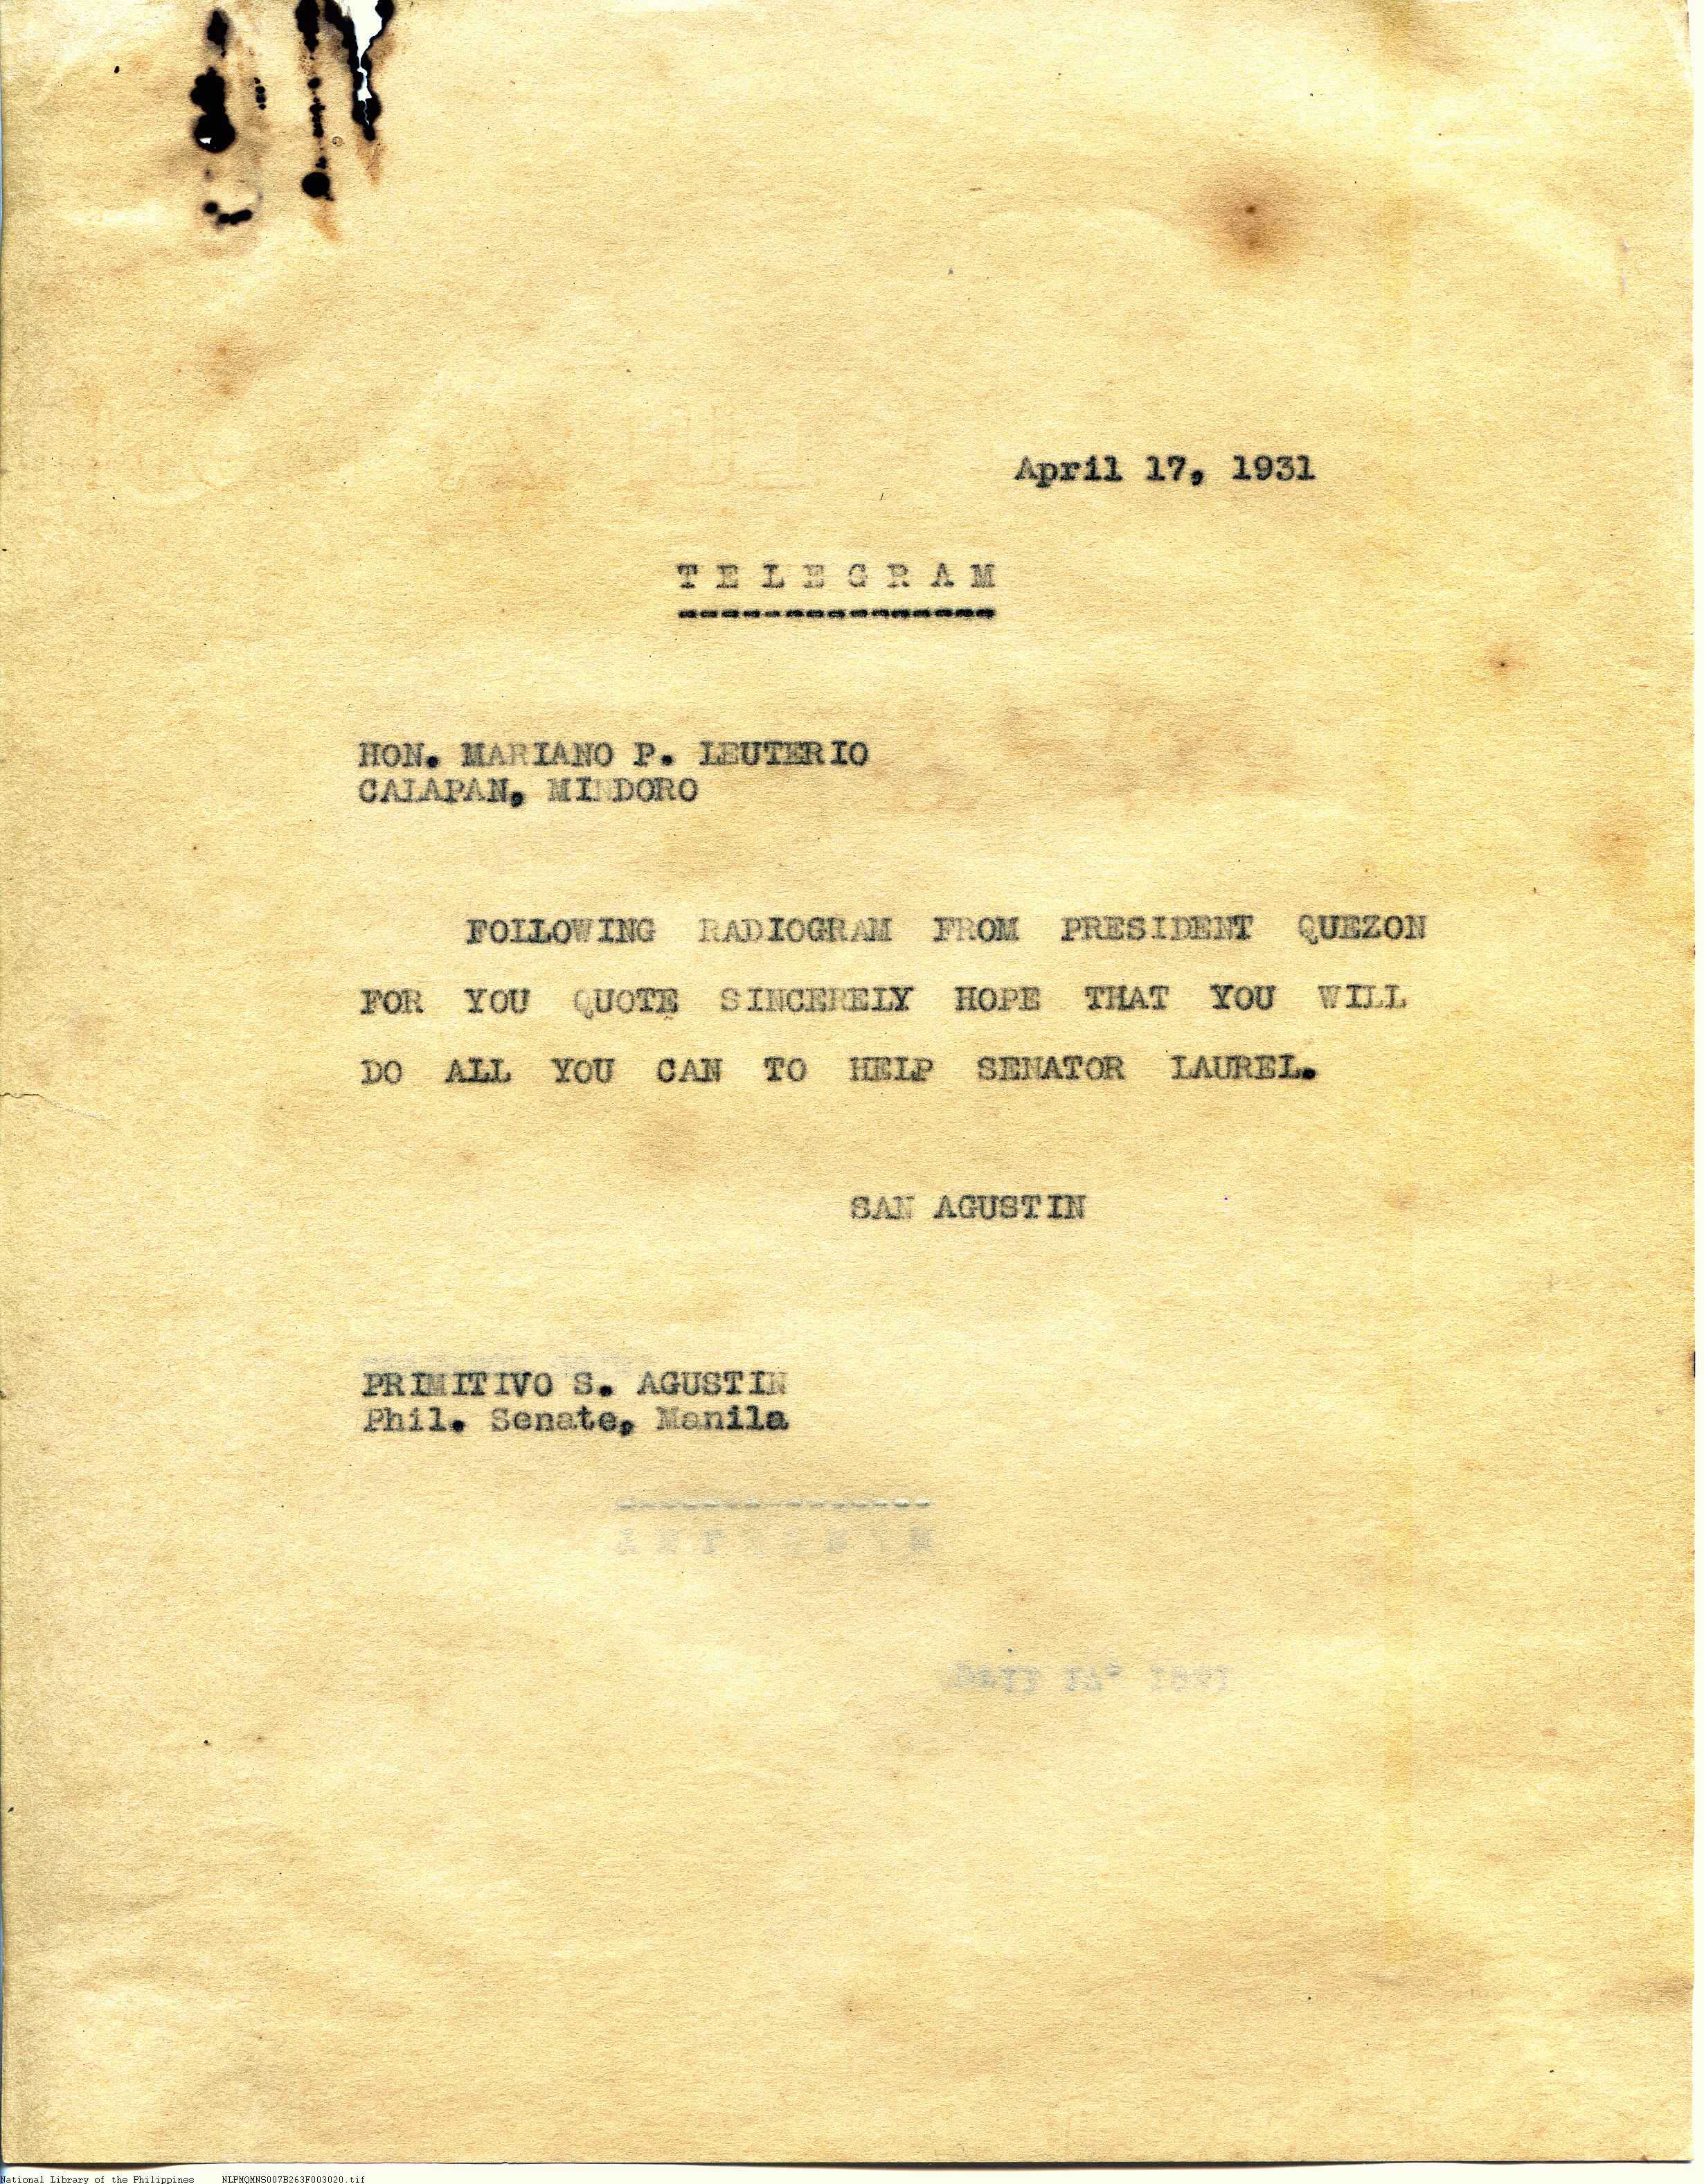 April 17, 1931
T E L E G R A M
---------------
HON. MARIANO P. LEUTERIO
CALAPAN, MINDORO
FOLLOWING RADIOGRAM FROM PRESIDENT QUEZON
FOR YOU QUOTE SINCERELY HOPE THAT YOU WILL
DO ALL YOU CAN TO HELP SENATOR LAUREL.
SAN AGUSTIN
PRIMITIVO S. AGUSTIN
Phil. Senate, Manila
National Library of the Philippines NLPMQMNS007B263F003020.tif